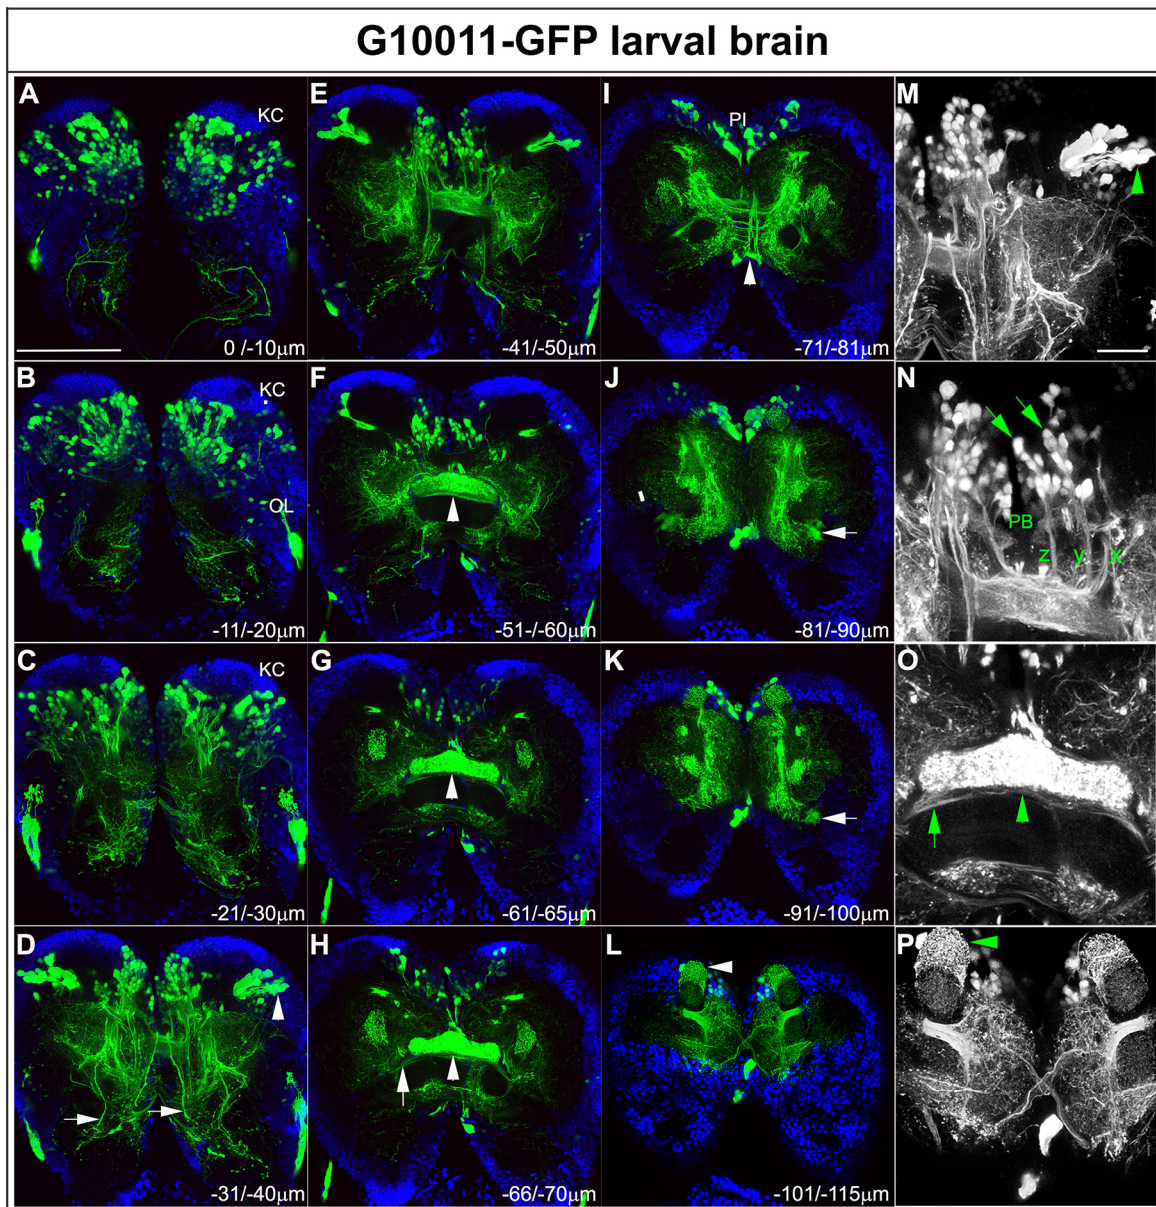 G10011-GFP larval brain
A
KC
0 /-10μm
E
-41/-50μm
I
PI
-71/-81μm
M
B
KC
OL
-11/-20μm
F
-51-/-60μm
J
-81/-90μm
N
PB
z
y
x
C
KC
-21/-30μm
G
-61/-65μm
K
-91/-100μm
O
D
-31/-40μm
H
-66/-70μm
L
-101/-115μm
P